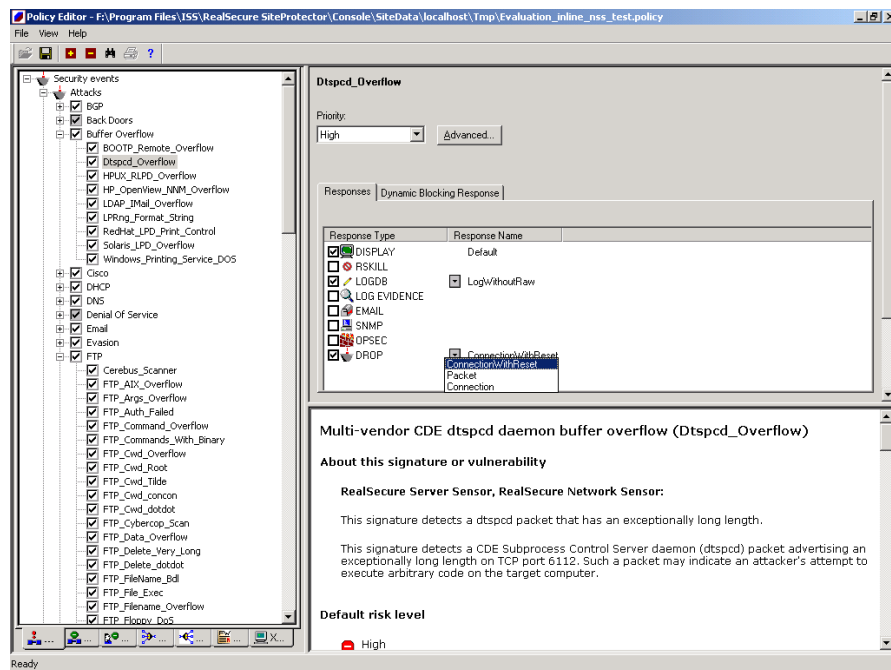 Policy Editor - F:\Program Files\ISS\RealSecure SiteProtector\Console\SiteData\localhost\Tmp\Evaluation_inline_nss_test.policy
File View Help
Security events
Attacks
BGP
Back Doors
Buffer Overflow
BOOTP_Remote_Overflow
Dtspcd_Overflow
HPUX_RLPD_Overflow
HP_OpenView_NNM_Overflow
LDAP_IMail_Overflow
LPRng_Format_String
RedHat_LPD_Print_Control
Solaris_LPD_Overflow
Windows_Printing_Service_DOS
Cisco
DHCP
DNS
Denial Of Service
Email
Evasion
FTP
Cerebus_Scanner
FTP_AIX_Overflow
FTP_Args_Overflow
FTP_Auth_Failed
FTP_Command_Overflow
FTP_Commands_With_Binary
FTP_Cwd_Overflow
FTP_Cwd_Root
FTP_Cwd_Tilde
FTP_Cwd_concon
FTP_Cwd_dotdot
FTP_Cybercop_Scan
FTP_Data_Overflow
FTP_Delete_Very_Long
FTP_Delete_dotdot
FTP_FileName_Bdl
FTP_File_Exec
FTP_Filename_Overflow
FTP_Floppy_DoS
... ... ... ... ... ... X...
Dtspcd_Overflow
Priority:
High Advanced...
Responses Dynamic Blocking Response
Response Type Response Name
DISPLAY Default
RSKILL
LOGDB LogWithoutRaw
LOG EVIDENCE
EMAIL
SNMP
OPSEC
DROP ConnectionWithReset
ConnectionWithReset
Packet
Connection
Multi-vendor CDE dtspcd daemon buffer overflow (Dtspcd_Overflow)
About this signature or vulnerability
RealSecure Server Sensor, RealSecure Network Sensor:
This signature detects a dtspcd packet that has an exceptionally long length.
This signature detects a CDE Subprocess Control Server daemon (dtspcd) packet advertising an
exceptionally long length on TCP port 6112. Such a packet may indicate an attacker's attempt to
execute arbitrary code on the target computer.
Default risk level
High
Ready